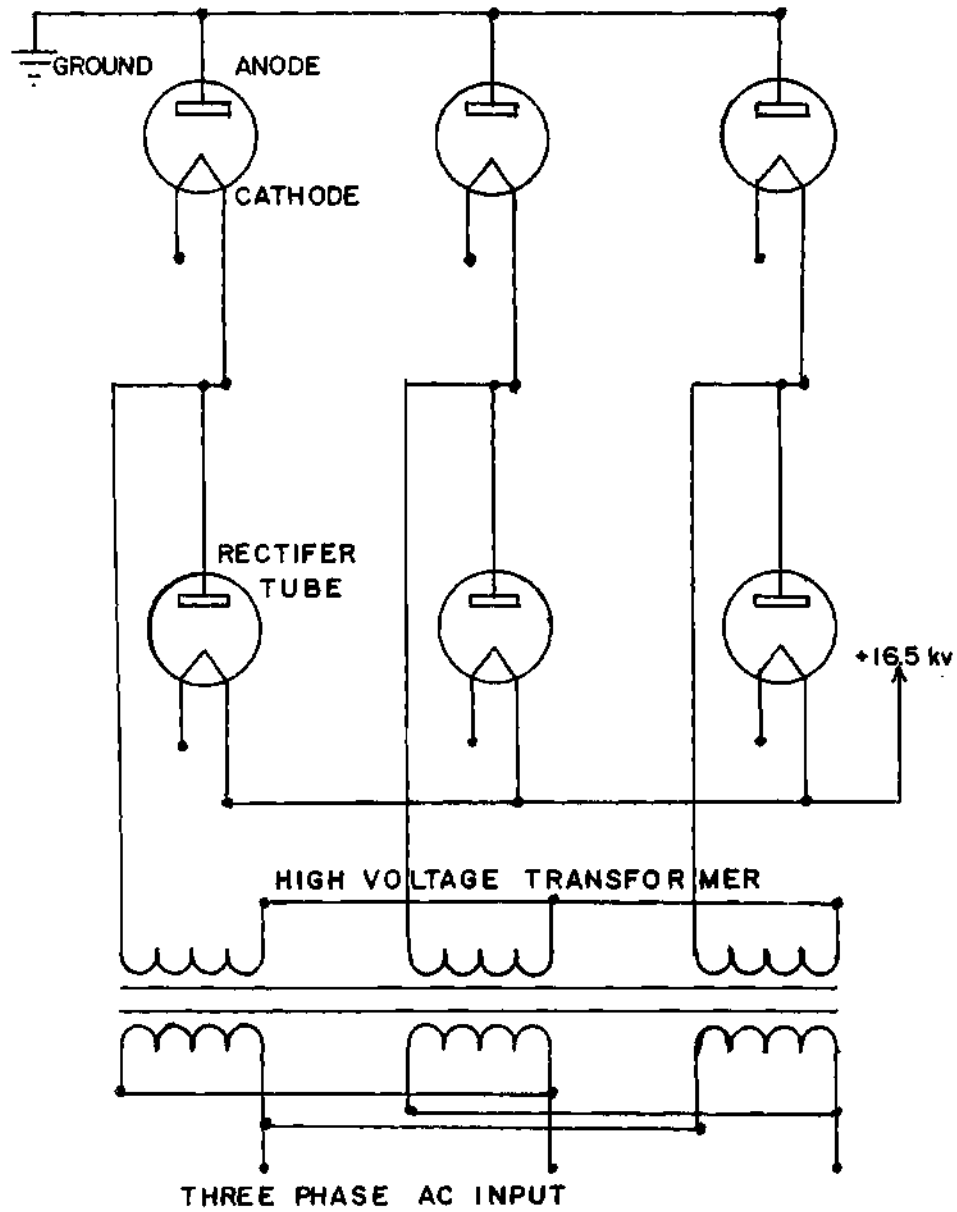 GROUND
ANODE
CATHODE
RECTIFER
TUBE
+16.5 kv
HIGH VOLTAGE TRANSFORMER
THREE PHASE AC INPUT